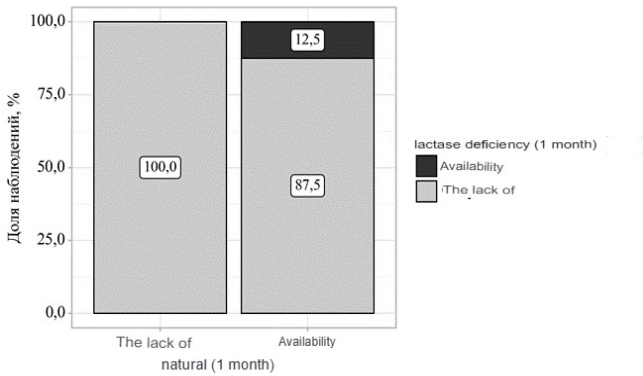 Доля наблюдений, %
100,0
75,0
50,0
25,0
0,0
12,5
100,0
87,5
The lack of
Availability
natural (1 month)
lactase deficiency (1 month)
Availability
The lack of